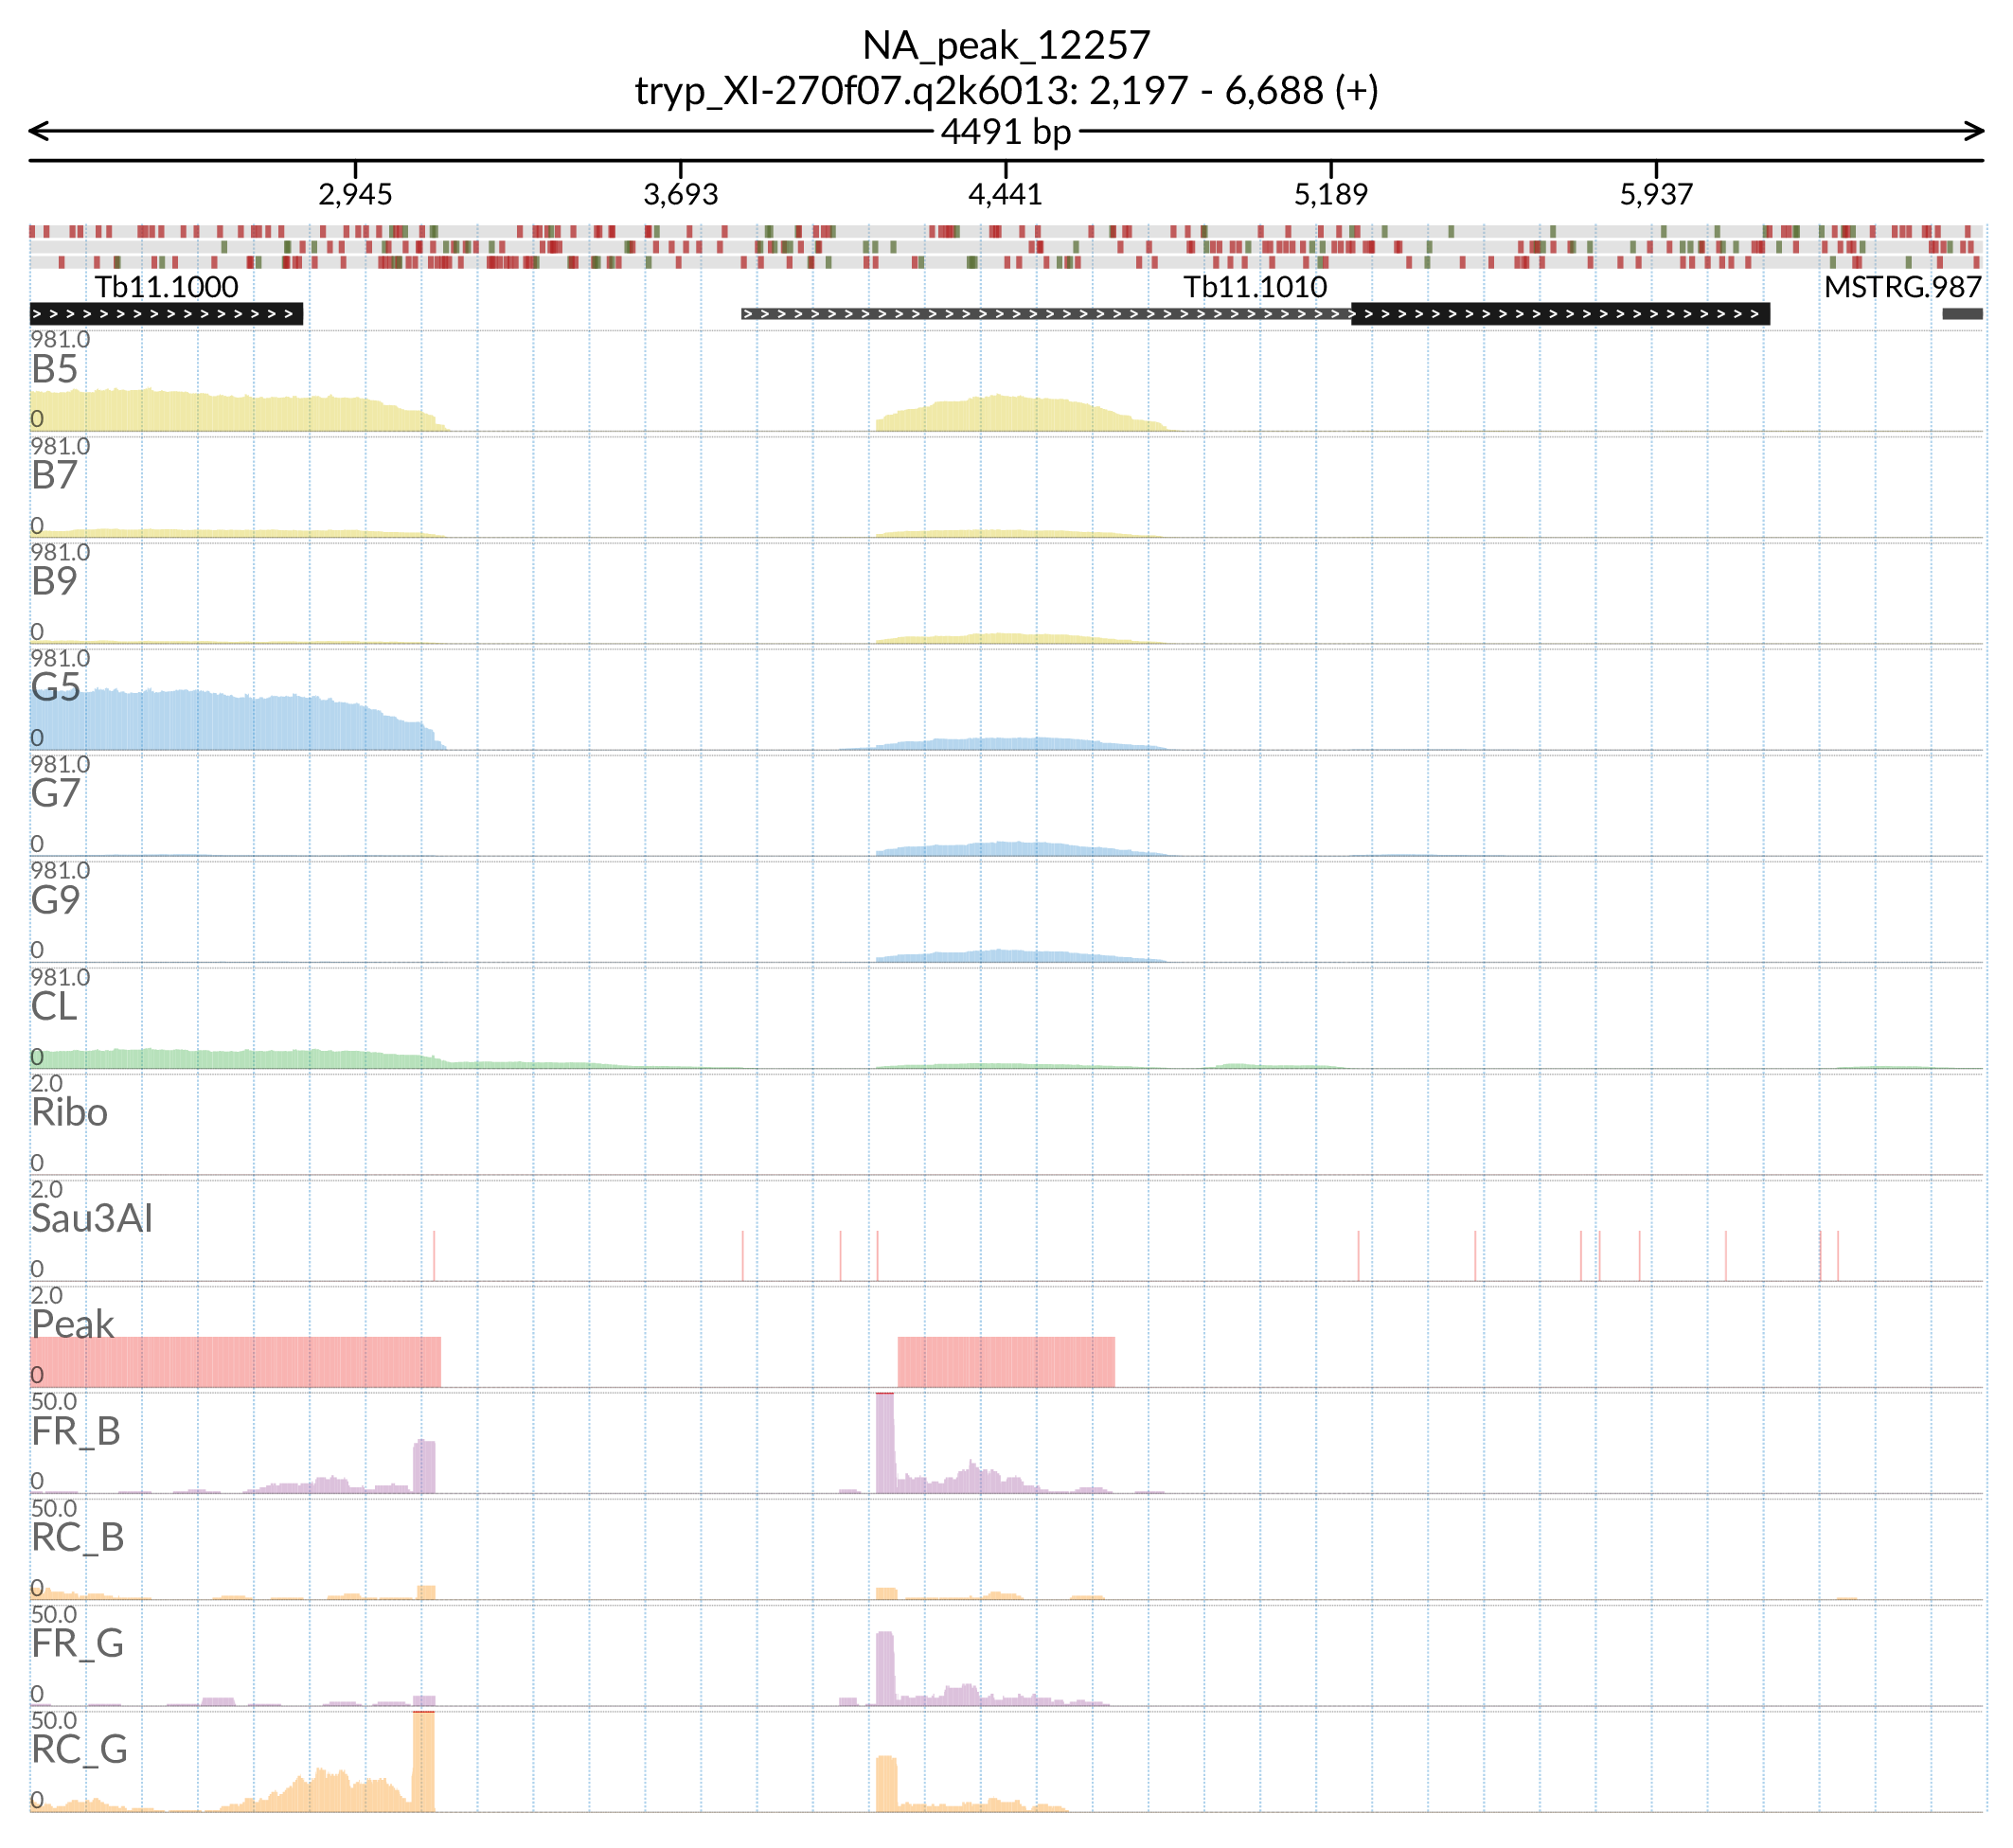 NA_peak_12257
tryp_XI-270f07.q2k6013: 2,197 - 6,688 (+)
4491 bp
2,945 3,693 4,441 5,189 5,937
Tb11.1000 Tb11.1010 MSTRG.987
981.0
B5
0
981.0
B7
0
981.0
B9
0
981.0
G5
0
981.0
G7
0
981.0
G9
0
981.0
CL
0
2.0
Ribo
0
2.0
Sau3AI
0
2.0
Peak
0
50.0
FR_B
0
50.0
RC_B
0
50.0
FR_G
0
50.0
RC_G
0